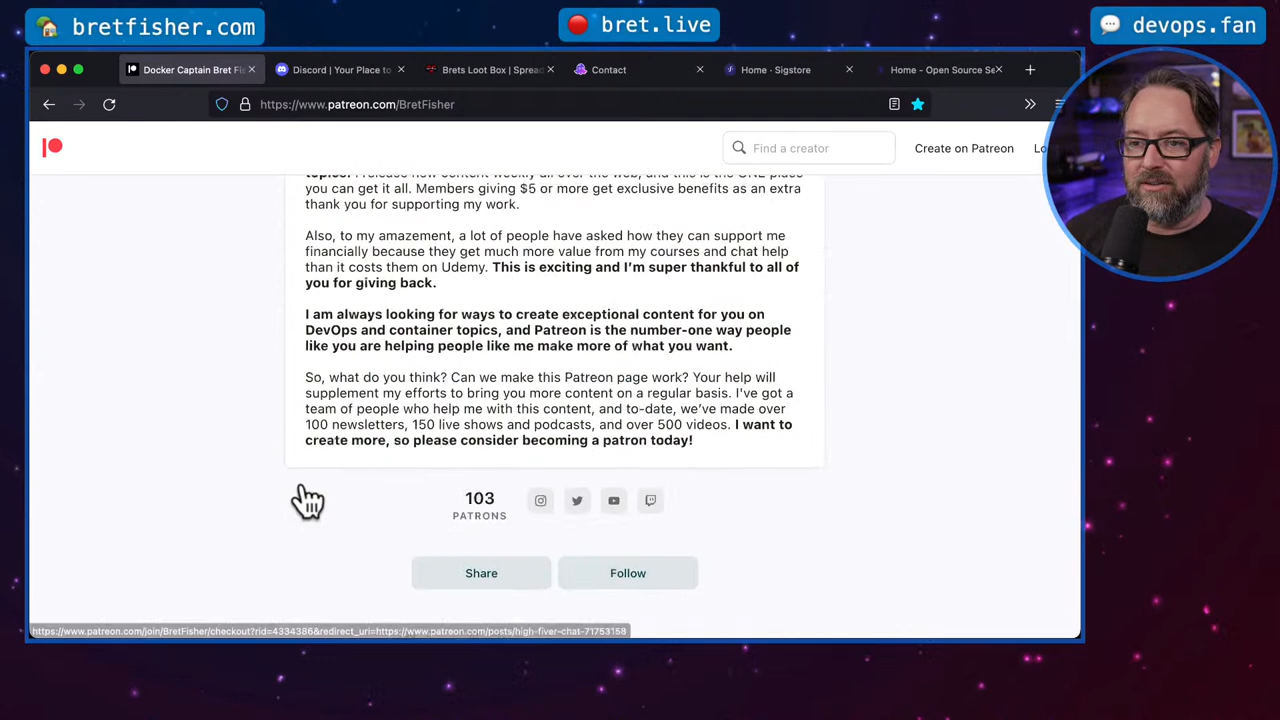 bretfisher.com
bret.live
devops.fan
Docker Captain Bret Fis
Discord | Your Place to
Brets Loot Box | Spread
Contact
Home · Sigstore
Home - Open Source Se
https://www.patreon.com/BretFisher
Find a creator
Create on Patreon
Lo
you can get it all. Members giving $5 or more get exclusive benefits as an extra
thank you for supporting my work.
Also, to my amazement, a lot of people have asked how they can support me
financially because they get much more value from my courses and chat help
than it costs them on Udemy. This is exciting and I'm super thankful to all of
you for giving back.
I am always looking for ways to create exceptional content for you on
DevOps and container topics, and Patreon is the number-one way people
like you are helping people like me make more of what you want.
So, what do you think? Can we make this Patreon page work? Your help will
supplement my efforts to bring you more content on a regular basis. I've got a
team of people who help me with this content, and to-date, we've made over
100 newsletters, 150 live shows and podcasts, and over 500 videos. I want to
create more, so please consider becoming a patron today!
103
PATRONS
Share
Follow
https://www.patreon.com/join/BretFisher/checkout?rid=4334386&redirect_uri=https://www.patreon.com/posts/high-fiver-chat-71753158